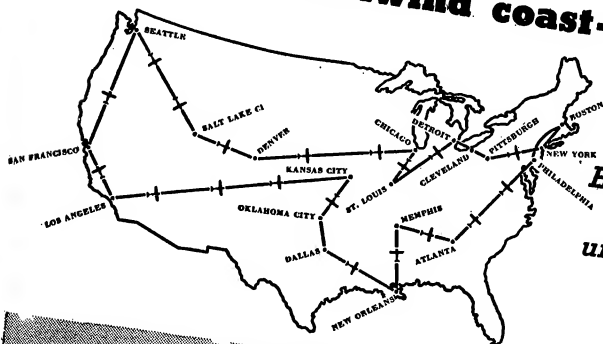 wind coast-
SEATTLE
SALT LAKE CI
DENVER
SAN FRANCISCO
LOS ANGELES
KANSAS CITY
OKLAHOMA CITY
DALLAS
NEW ORLEANS
MEMPHIS
ATLANTA
ST. LOUIS
CHICAGO
DETROIT
CLEVELAND
PITTSBURGH
BOSTON
NEW YORK
PHILADELPHIA